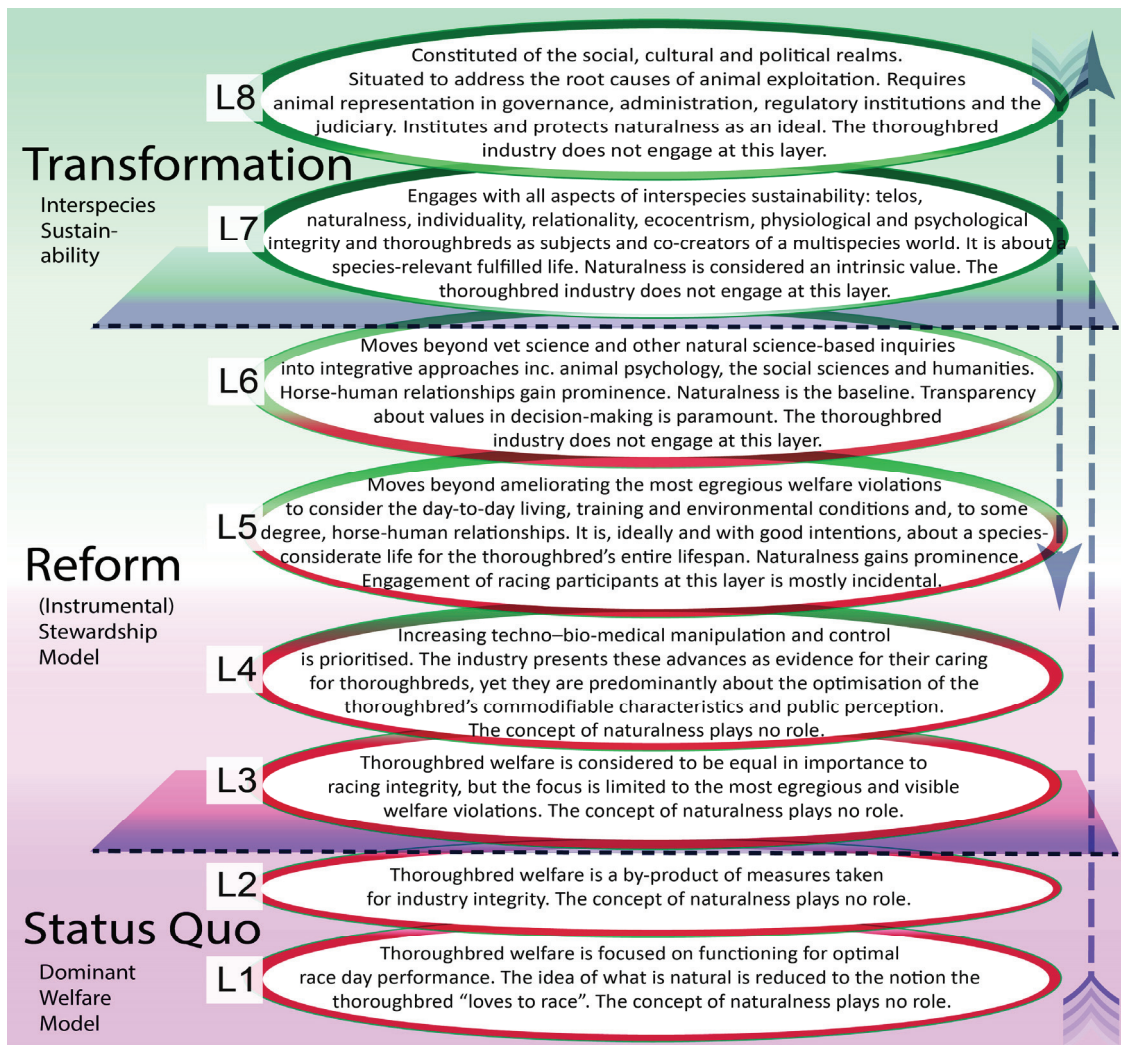 L8
Constituted of the social, cultural and political realms.
Situated to address the root causes of animal exploitation. Requires
animal representation in governance, administration, regulatory institutions and the
judiciary. Institutes and protects naturalness as an ideal. The thoroughbred
industry does not engage at this layer.
Transformation
Interspecies
Sustain-
ability
L7
Engages with all aspects of interspecies sustainability: telos,
naturalness, individuality, relationality, ecocentrism, physiological and psychological
integrity and thoroughbreds as subjects and co-creators of a multispecies world. It is about a
species-relevant fulfilled life. Naturalness is considered an intrinsic value. The
thoroughbred industry does not engage at this layer.
L6
Moves beyond vet science and other natural science-based inquiries
into integrative approaches inc. animal psychology, the social sciences and humanities.
Horse-human relationships gain prominence. Naturalness is the baseline. Transparency
about values in decision-making is paramount. The thoroughbred
industry does not engage at this layer.
L5
Moves beyond ameliorating the most egregious welfare violations
to consider the day-to-day living, training and environmental conditions and, to some
degree, horse-human relationships. It is, ideally and with good intentions, about a species-
considerate life for the thoroughbred's entire lifespan. Naturalness gains prominence.
Engagement of racing participants at this layer is mostly incidental.
Reform
(Instrumental)
Stewardship
Model
L4
Increasing techno–bio-medical manipulation and control
is prioritised. The industry presents these advances as evidence for their caring
for thoroughbreds, yet they are predominantly about the optimisation of the
thoroughbred's commodifiable characteristics and public perception.
The concept of naturalness plays no role.
L3
Thoroughbred welfare is considered to be equal in importance to
racing integrity, but the focus is limited to the most egregious and visible
welfare violations. The concept of naturalness plays no role.
L2
Thoroughbred welfare is a by-product of measures taken
for industry integrity. The concept of naturalness plays no role.
Status Quo
Dominant
Welfare
Model
L1
Thoroughbred welfare is focused on functioning for optimal
race day performance. The idea of what is natural is reduced to the notion the
thoroughbred "loves to race". The concept of naturalness plays no role.